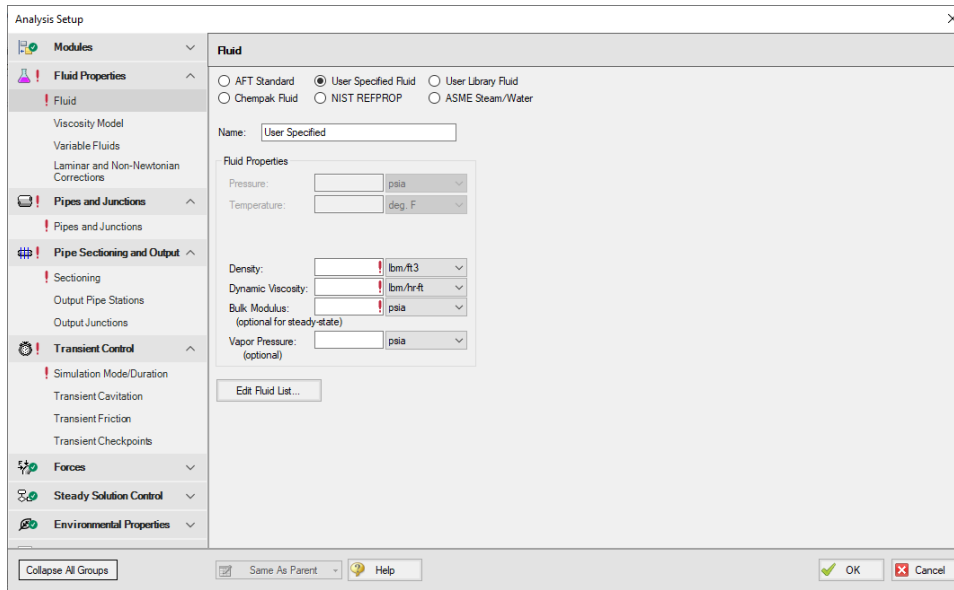 Analysis Setup
Modules
Fluid Properties
Fluid
Viscosity Model
Variable Fluids
Laminar and Non-Newtonian
Corrections
Pipes and Junctions
Pipes and Junctions
Pipe Sectioning and Output
Sectioning
Output Pipe Stations
Output Junctions
Transient Control
Simulation Mode/Duration
Transient Cavitation
Transient Friction
Transient Checkpoints
Forces
Steady Solution Control
Environmental Properties
Collapse All Groups
Fluid
AFT Standard User Specified Fluid User Library Fluid
Chempak Fluid NIST REFPROP ASME Steam/Water
Name: User Specified
Fluid Properties
Pressure: psia
Temperature: deg. F
Density: ! lbm/ft3
Dynamic Viscosity: ! lbm/hr-ft
Bulk Modulus: ! psia
(optional for steady-state)
Vapor Pressure: psia
(optional)
Edit Fluid List...
Same As Parent Help OK Cancel